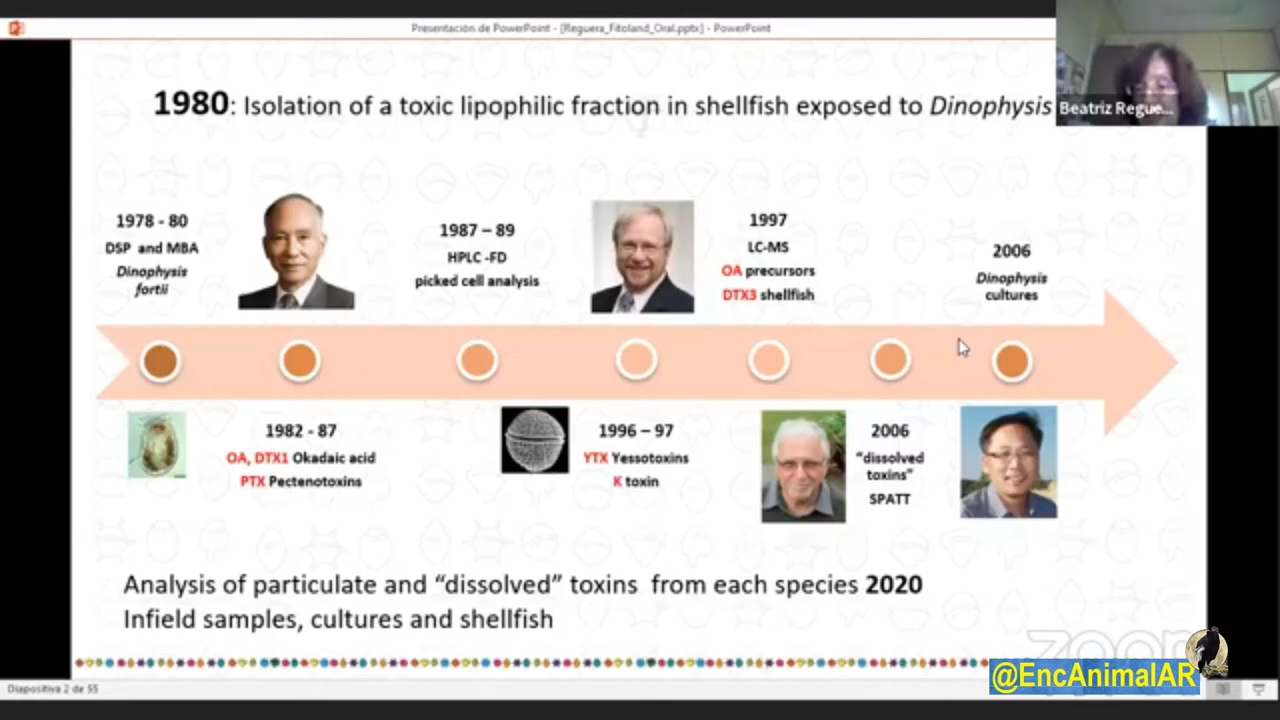 Presentación de PowerPoint - [Reguera_Fitoland_Oral.pptx] - PowerPoint
1980: Isolation of a toxic lipophilic fraction in shellfish exposed to Dinophysis
Beatriz Regue...
1978 - 80
DSP and MBA
Dinophysis
fortii
1987 – 89
HPLC -FD
picked cell analysis
1997
LC-MS
OA precursors
DTX3 shellfish
2006
Dinophysis
cultures
1982 - 87
OA, DTX1 Okadaic acid
PTX Pectenotoxins
1996 – 97
YTX Yessotoxins
K toxin
2006
“dissolved
toxins”
SPATT
Analysis of particulate and “dissolved” toxins from each species 2020
Infield samples, cultures and shellfish
zoom
@EncAnimalAR
Diapositiva 2 de 55